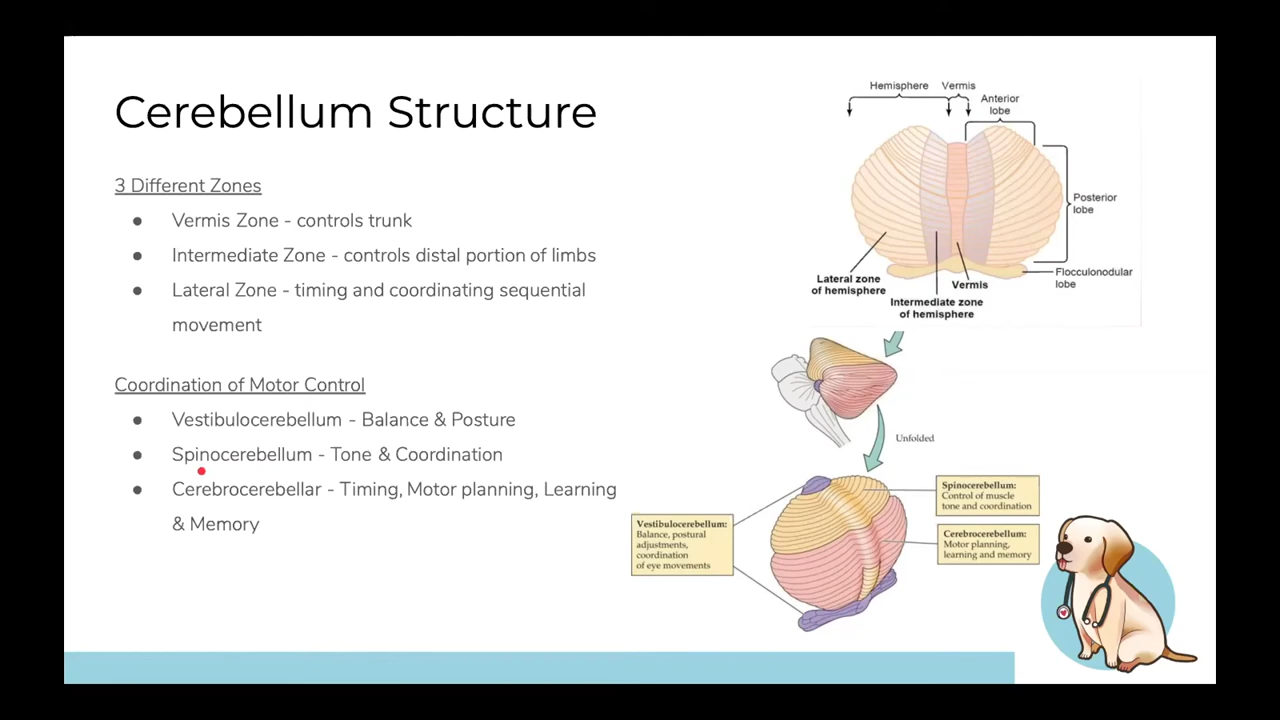 Cerebellum Structure
3 Different Zones
● Vermis Zone - controls trunk
● Intermediate Zone - controls distal portion of limbs
● Lateral Zone - timing and coordinating sequential
movement
Coordination of Motor Control
● Vestibulocerebellum - Balance & Posture
● Spinocerebellum - Tone & Coordination
● Cerebrocerebellar - Timing, Motor planning, Learning
& Memory
Hemisphere Vermis
Anterior
lobe
Posterior
lobe
Flocculonodular
lobe
Lateral zone
of hemisphere
Vermis
Intermediate zone
of hemisphere
Unfolded
Spinocerebellum:
Control of muscle
tone and coordination
Vestibulocerebellum:
Balance, postural
adjustments,
coordination
of eye movements
Cerebrocerebellum:
Motor planning,
learning and memory